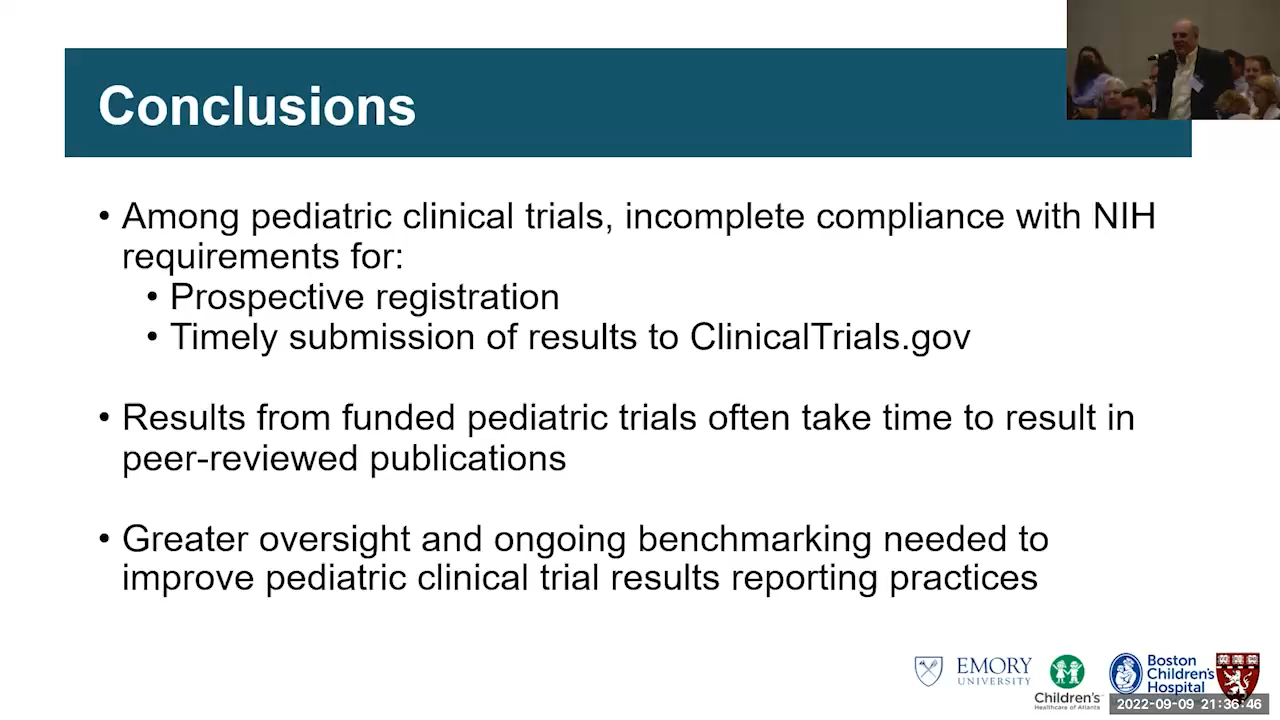 Conclusions
• Among pediatric clinical trials, incomplete compliance with NIH
requirements for:
• Prospective registration
• Timely submission of results to ClinicalTrials.gov
• Results from funded pediatric trials often take time to result in
peer-reviewed publications
• Greater oversight and ongoing benchmarking needed to
improve pediatric clinical trial results reporting practices
EMORY
UNIVERSITY
Children's
Healthcare of Atlanta
Boston
Children's
Hospital
2022-09-09 21:36:46